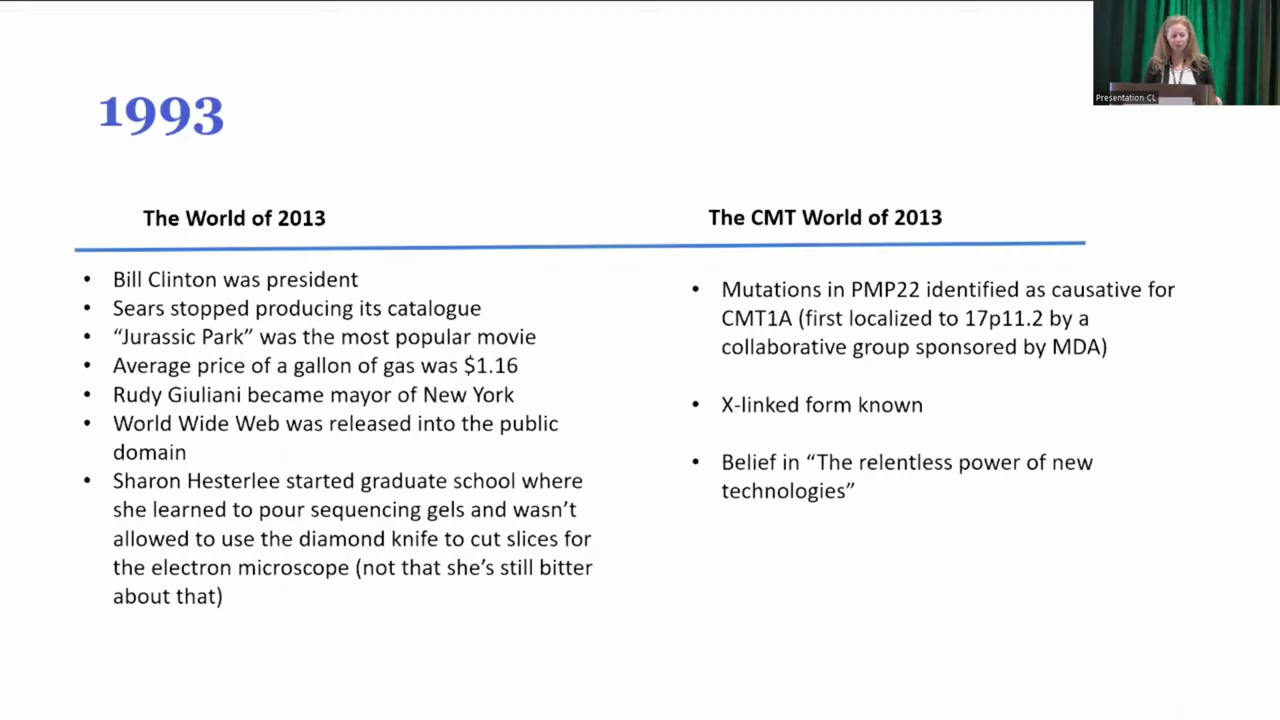 1993
The World of 2013
Bill Clinton was president
Sears stopped producing its catalogue
“Jurassic Park” was the most popular movie
Average price of a gallon of gas was $1.16
Rudy Giuliani became mayor of New York
World Wide Web was released into the public
domain
Sharon Hesterlee started graduate school where
she learned to pour sequencing gels and wasn’t
allowed to use the diamond knife to cut slices for
the electron microscope (not that she’s still bitter
about that)
The CMT World of 2013
Mutations in PMP22 identified as causative for
CMT1A (first localized to 17p11.2 by a
collaborative group sponsored by MDA)
X-linked form known
Belief in “The relentless power of new
technologies”
Presentation CL